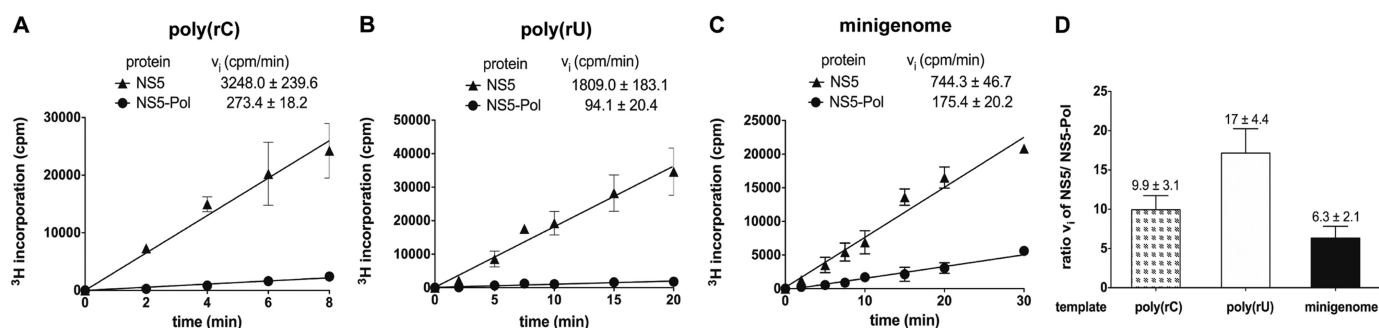 A
poly(rC)
protein vi (cpm/min)
NS5 3248.0 ± 239.6
NS5-Pol 273.4 ± 18.2
3H incorporation (cpm)
30000
20000
10000
0
0 2 4 6 8
time (min)
B
poly(rU)
protein vi (cpm/min)
NS5 1809.0 ± 183.1
NS5-Pol 94.1 ± 20.4
3H incorporation (cpm)
50000
40000
30000
20000
10000
0
0 5 10 15 20
time (min)
C
minigenome
protein vi (cpm/min)
NS5 744.3 ± 46.7
NS5-Pol 175.4 ± 20.2
3H incorporation (cpm)
25000
20000
15000
10000
5000
0
0 10 20 30
time (min)
D
ratio vi of NS5/ NS5-Pol
25
20
15
10
5
0
9.9 ± 3.1
17 ± 4.4
6.3 ± 2.1
template poly(rC) poly(rU) minigenome